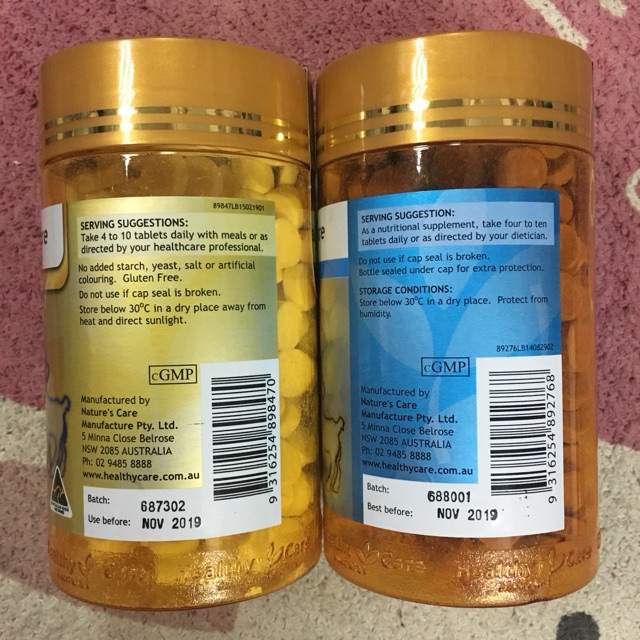 89847LB15021901
SERVING SUGGESTIONS:
Take 4 to 10 tablets daily with meals or as
directed by your healthcare professional.
No added starch, yeast, salt or artificial
colouring. Gluten Free.
Do not use if cap seal is broken.
Store below 30°C in a dry place away from
heat and direct sunlight.
cGMP
Manufactured by
Nature's Care
Manufacture Pty. Ltd.
5 Minna Close Belrose
NSW 2085 AUSTRALIA
Ph: 02 9485 8888
www.healthycare.com.au
9 316254 898470
Batch: 687302
Use before: NOV 2019
Healthy Care
SERVING SUGGESTION:
As a nutritional supplement, take four to ten
tablets daily or as directed by your dietician.
Do not use if cap seal is broken.
Bottle sealed under cap for extra protection.
STORAGE CONDITIONS:
Store below 30°C in a dry place. Protect from
humidity.
89276LB14082902
cGMP
Manufactured by
Nature's Care
Manufacture Pty. Ltd.
5 Minna Close Belrose
NSW 2085 AUSTRALIA
Ph: 02 9485 8888
www.healthycare.com.au
9 316254 892768
Batch: 688001
Best before: NOV 2019
Care Healthy Care